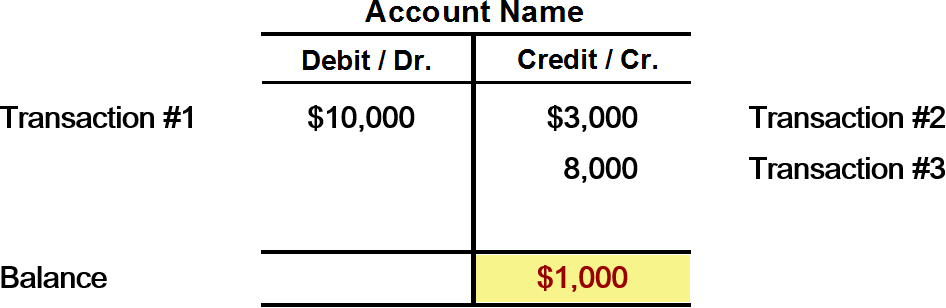 Account Name
Debit / Dr. Credit / Cr.
Transaction #1 $10,000 $3,000 Transaction #2
8,000 Transaction #3
Balance $1,000